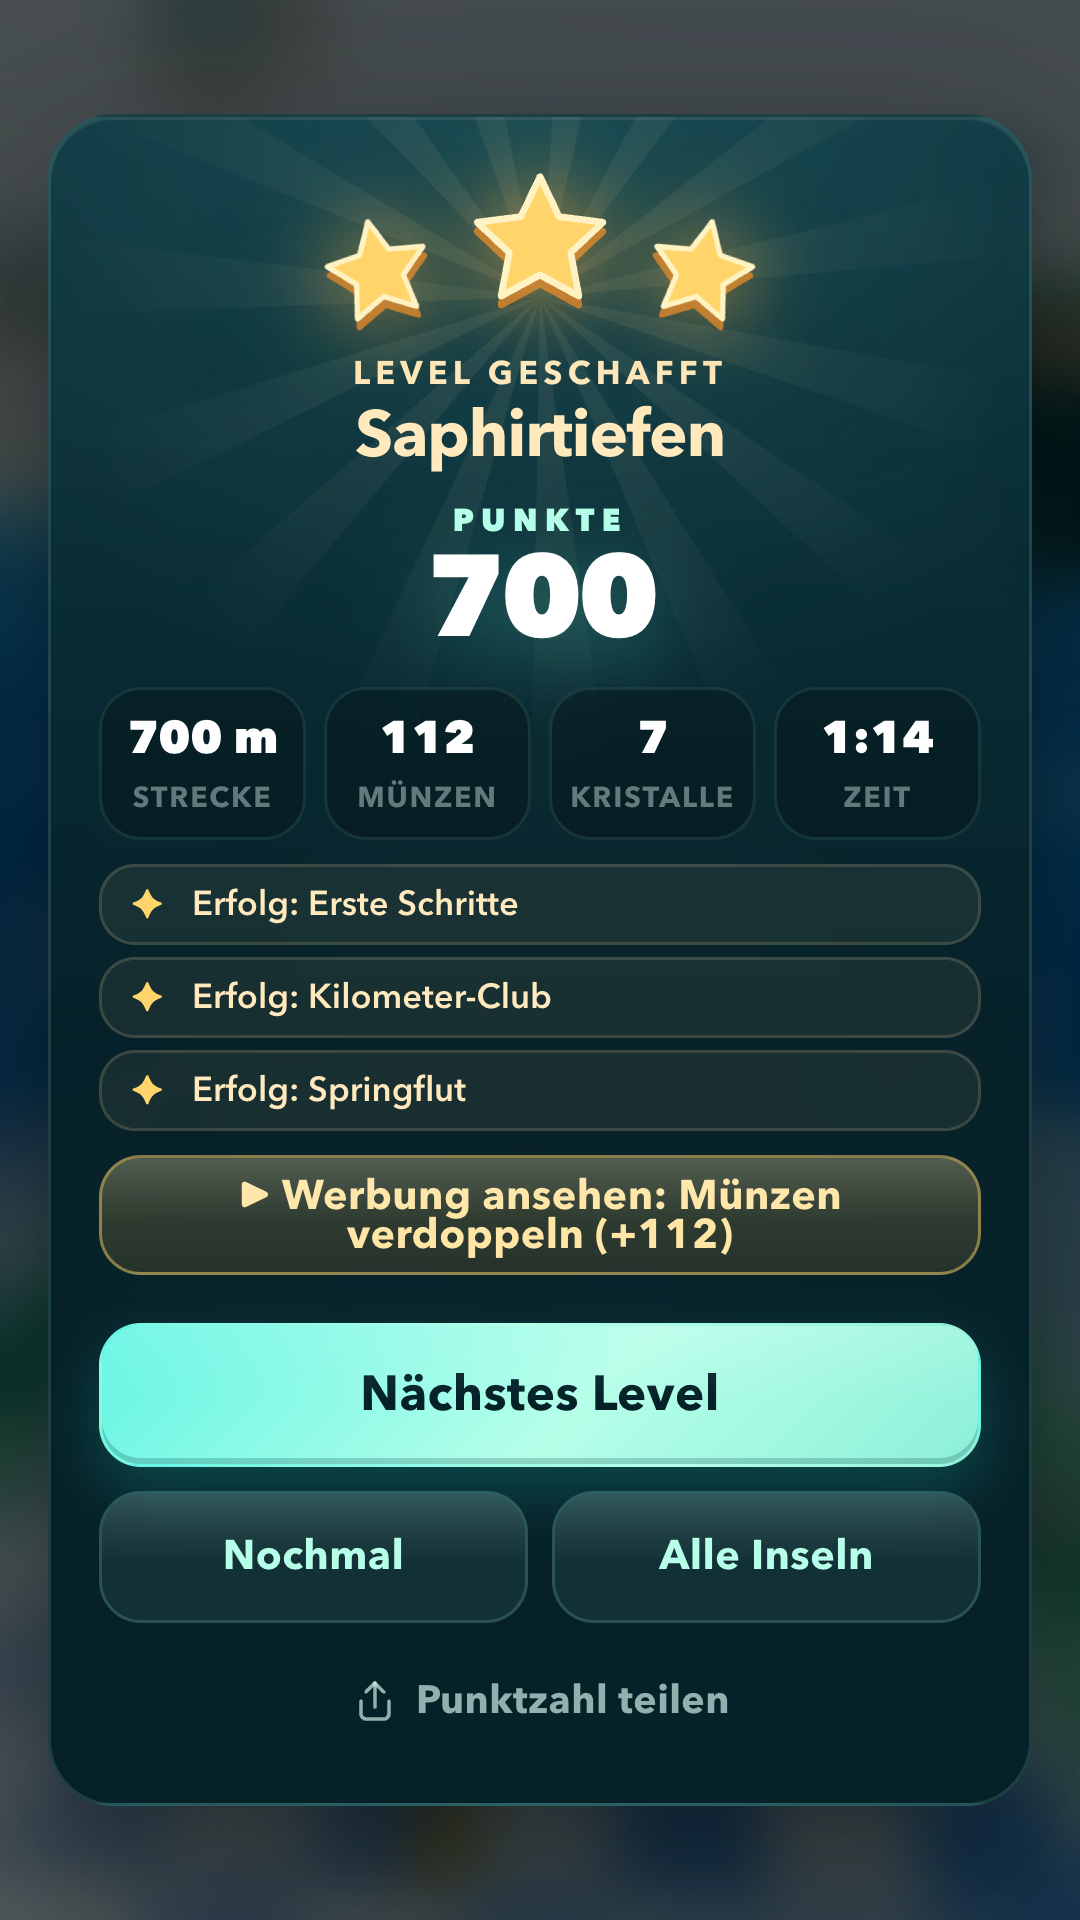 LEVEL GESCHAFFT
Saphirtiefen
PUNKTE
700
700 m
STRECKE
112
MÜNZEN
7
KRISTALLE
1:14
ZEIT
Erfolg: Erste Schritte
Erfolg: Kilometer-Club
Erfolg: Springflut
Werbung ansehen: Münzen
verdoppeln (+112)
Nächstes Level
Nochmal
Alle Inseln
Punktzahl teilen